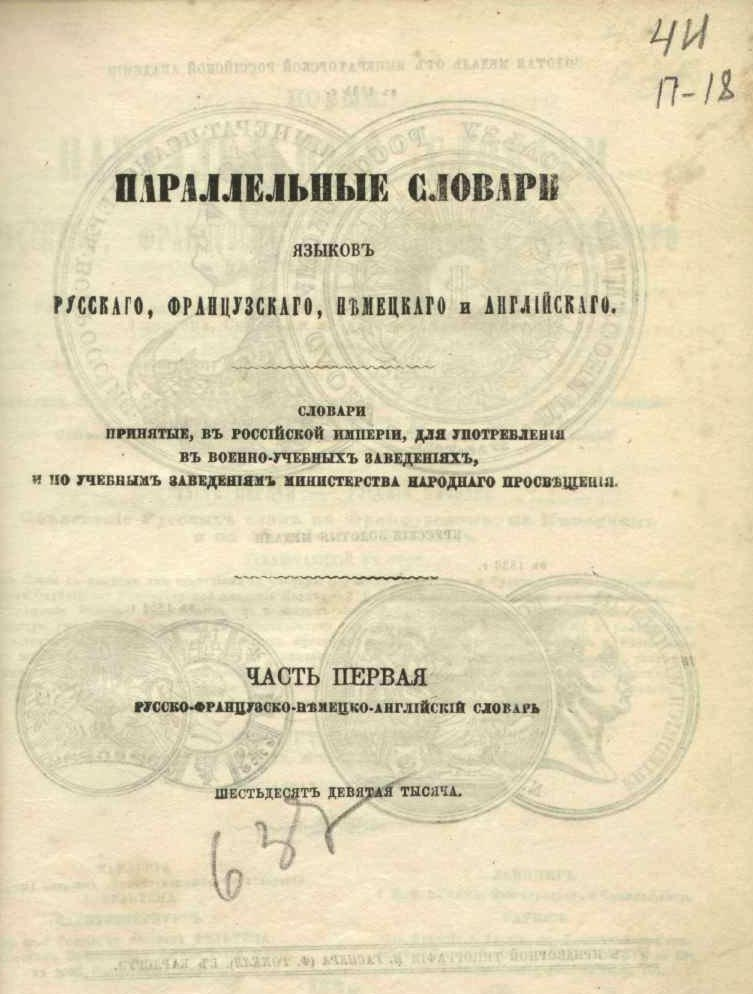 4И
П-18
ПАРАЛЛЕЛЬНЫЕ СЛОВАРИ
ЯЗЫКОВЪ
РУССКАГО, ФРАНЦУЗСКАГО, НѢМЕЦКАГО и АНГЛІЙСКАГО.
СЛОВАРИ
ПРИНЯТЫЕ, ВЪ РОССІЙСКОЙ ИМПЕРІИ, ДЛЯ УПОТРЕБЛЕНІЯ
ВЪ ВОЕННО-УЧЕБНЫХЪ ЗАВЕДЕНІЯХЪ,
И ПО УЧЕБНЫМЪ ЗАВЕДЕНІЯМЪ МИНИСТЕРСТВА НАРОДНАГО ПРОСВѢЩЕНІЯ.
ЧАСТЬ ПЕРВАЯ
РУССКО-ФРАНЦУЗСКО-НѢМЕЦКО-АНГЛІЙСКІЙ СЛОВАРЬ
ШЕСТЬДЕСЯТЪ ДЕВЯТАЯ ТЫСЯЧА.